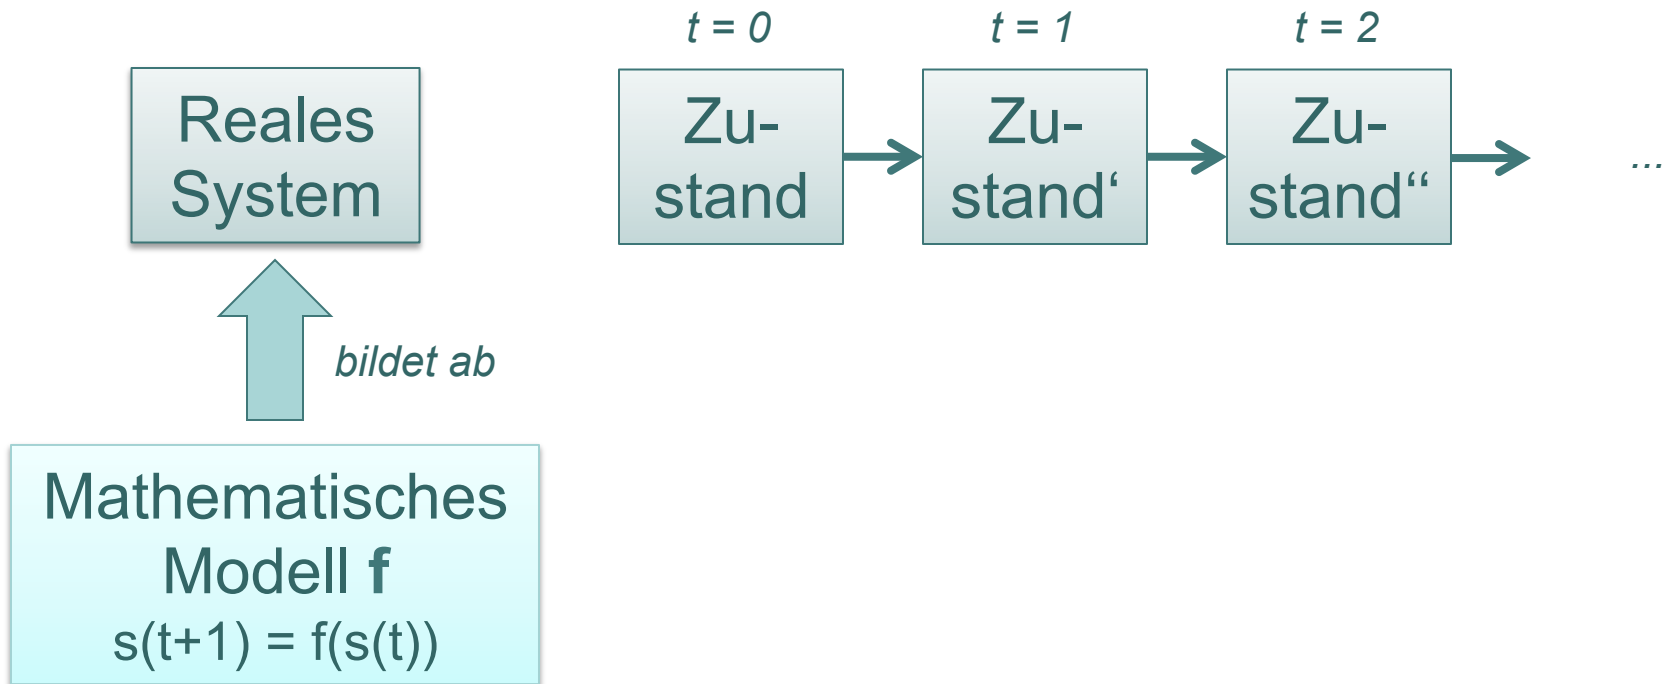 t = 0
t = 1
t = 2
Reales
System
Zu-
stand
Zu-
stand‘
Zu-
stand“
...
bildet ab
Mathematisches
Modell f
s(t+1) = f(s(t))